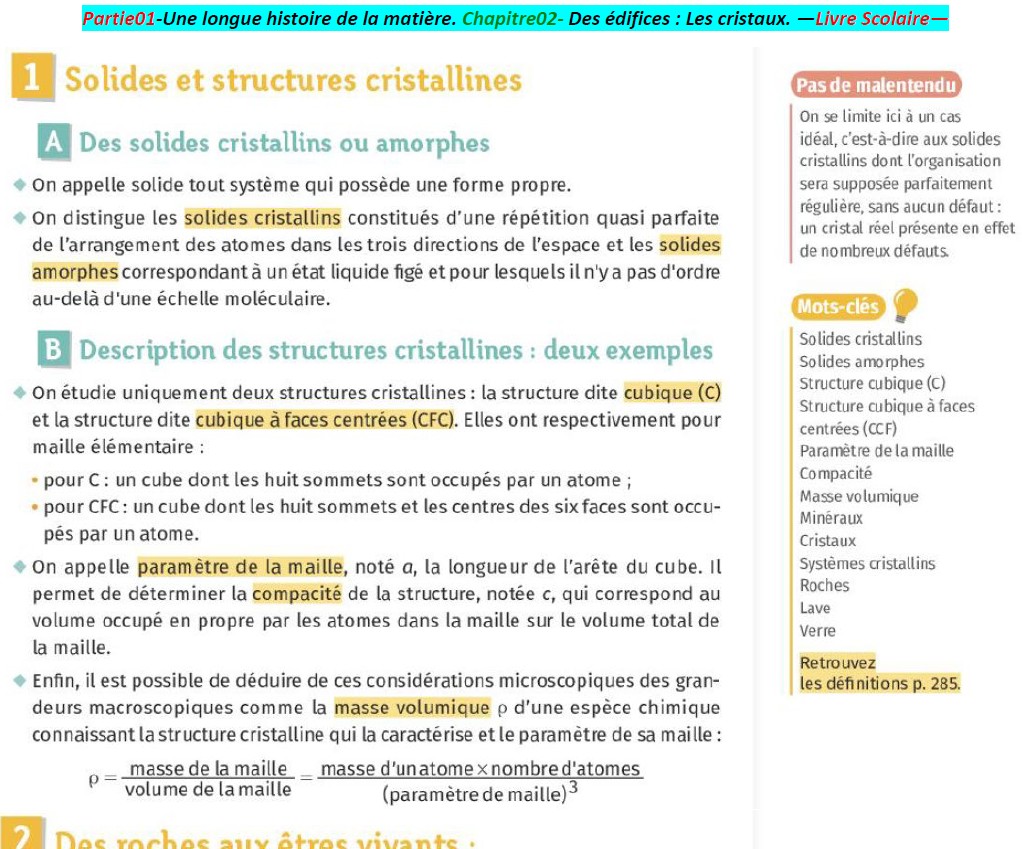 Partie01-Une longue histoire de la matière. Chapitre02- Des édifices : Les cristaux. —Livre Scolaire—
1 Solides et structures cristallines
A Des solides cristallins ou amorphes
On appelle solide tout système qui possède une forme propre.
On distingue les solides cristallins constitués d'une répétition quasi parfaite
de l'arrangement des atomes dans les trois directions de l'espace et les solides
amorphes correspondant à un état liquide figé et pour lesquels il n'y a pas d'ordre
au-delà d'une échelle moléculaire.
B Description des structures cristallines : deux exemples
On étudie uniquement deux structures cristallines : la structure dite cubique (C)
et la structure dite cubique à faces centrées (CFC). Elles ont respectivement pour
maille élémentaire :
• pour C : un cube dont les huit sommets sont occupés par un atome ;
• pour CFC : un cube dont les huit sommets et les centres des six faces sont occu-
pés par un atome.
On appelle paramètre de la maille, noté a, la longueur de l'arête du cube. Il
permet de déterminer la compacité de la structure, notée c, qui correspond au
volume occupé en propre par les atomes dans la maille sur le volume total de
la maille.
Enfin, il est possible de déduire de ces considérations microscopiques des gran-
deurs macroscopiques comme la masse volumique ρ d'une espèce chimique
connaissant la structure cristalline qui la caractérise et le paramètre de sa maille :
ρ = masse de la maille / volume de la maille = masse d'un atome × nombre d'atomes / (paramètre de maille)³
2 Des roches aux êtres vivants :
Pas de malentendu
On se limite ici à un cas
idéal, c'est-à-dire aux solides
cristallins dont l'organisation
sera supposée parfaitement
régulière, sans aucun défaut :
un cristal réel présente en effet
de nombreux défauts.
Mots-clés
Solides cristallins
Solides amorphes
Structure cubique (C)
Structure cubique à faces
centrées (CCF)
Paramètre de la maille
Compacité
Masse volumique
Minéraux
Cristaux
Systèmes cristallins
Roches
Lave
Verre
Retrouvez
les définitions p. 285.